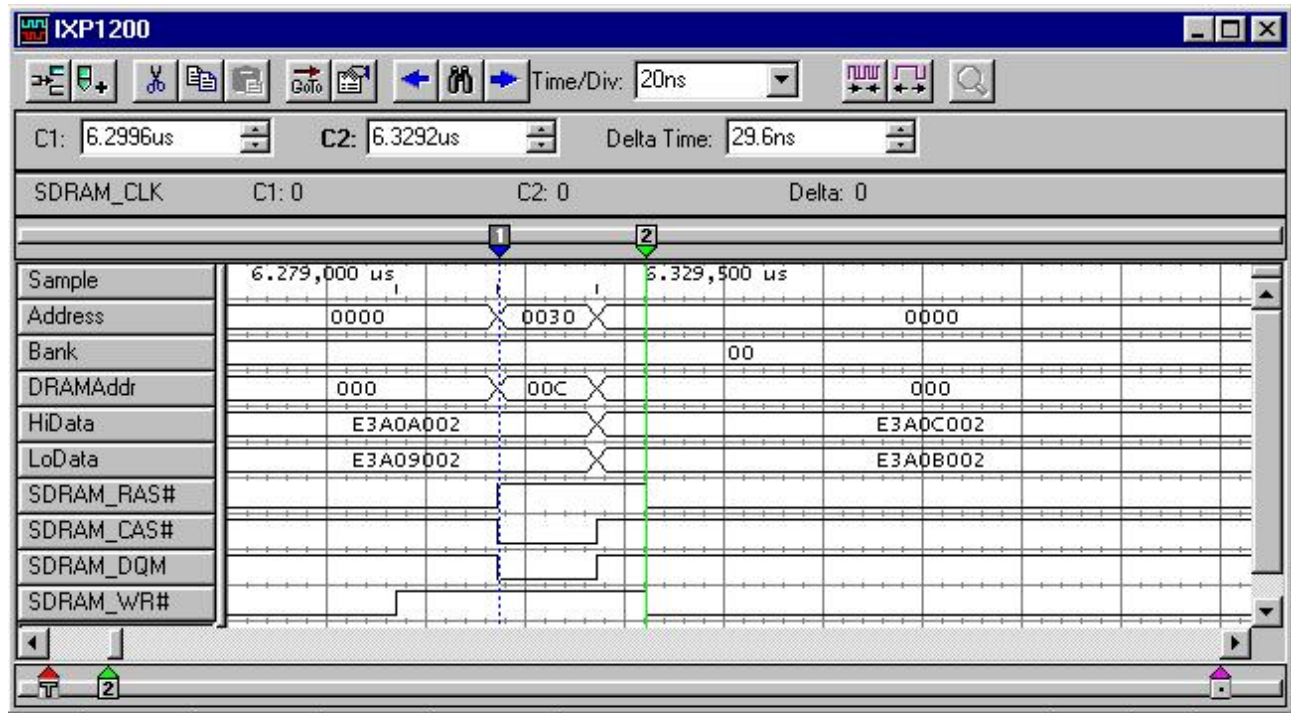 IXP1200
GoTo Time/Div: 20ns
C1: 6.2996us C2: 6.3292us Delta Time: 29.6ns
SDRAM_CLK C1: 0 C2: 0 Delta: 0
1 2
Sample 6.279,000 us 6.329,500 us
Address 0000 0030 0000
Bank 00
DRAMAddr 000 00C 000
HiData E3A0A002 E3A0C002
LoData E3A09002 E3A0B002
SDRAM_RAS#
SDRAM_CAS#
SDRAM_DQM
SDRAM_WR#
T 2